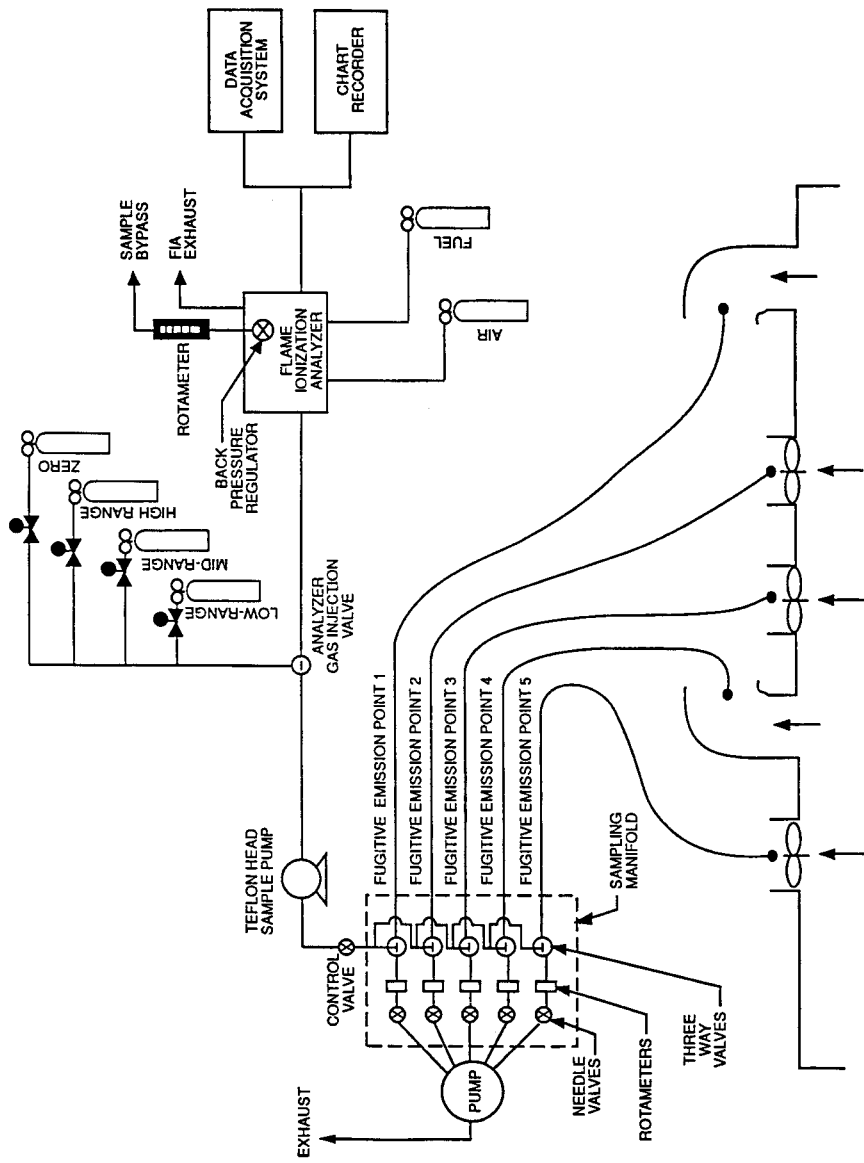 DATA
ACQUISITION
SYSTEM
CHART
RECORDER
SAMPLE
BYPASS
FIA
EXHAUST
ROTAMETER
BACK
PRESSURE
REGULATOR
FLAME
IONIZATION
ANALYZER
FUEL
AIR
ZERO
HIGH RANGE
MID-RANGE
LOW-RANGE
ANALYZER
GAS INJECTION
VALVE
TEFLON HEAD
SAMPLE PUMP
CONTROL
VALVE
FUGITIVE EMISSION POINT 1
FUGITIVE EMISSION POINT 2
FUGITIVE EMISSION POINT 3
FUGITIVE EMISSION POINT 4
FUGITIVE EMISSION POINT 5
SAMPLING
MANIFOLD
EXHAUST
PUMP
NEEDLE
VALVES
ROTAMETERS
THREE
WAY
VALVES